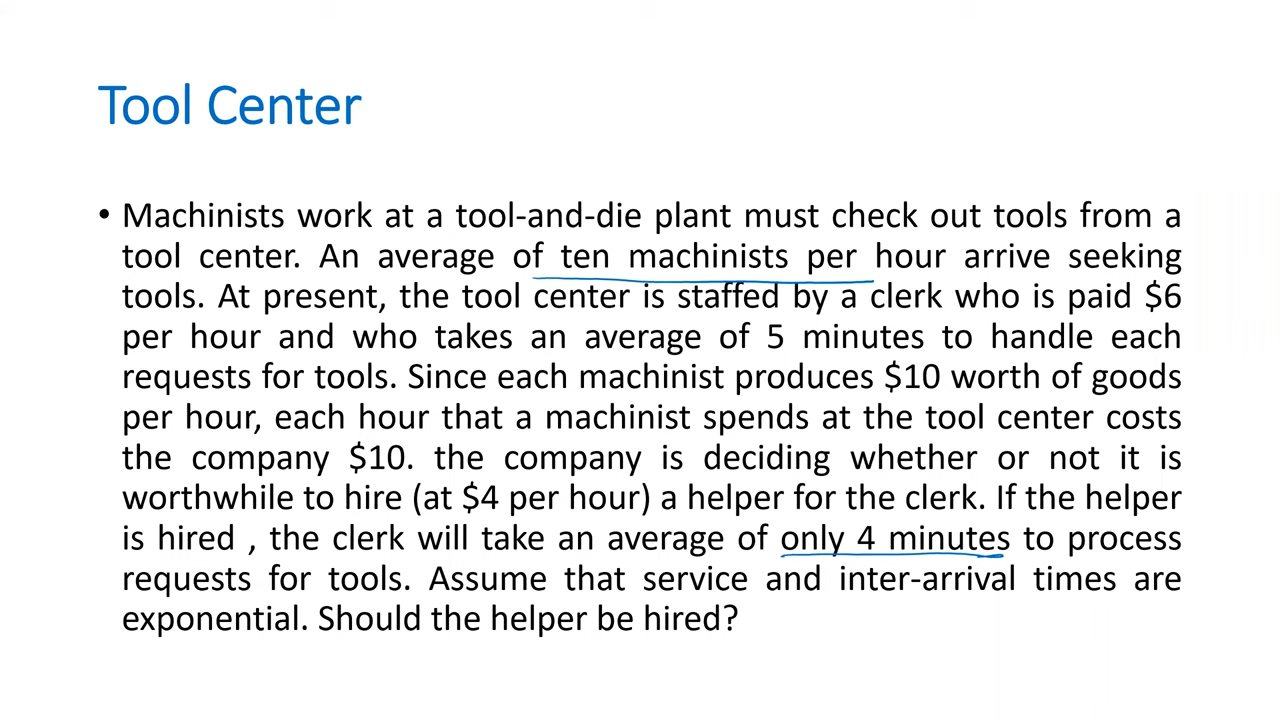 Tool Center
• Machinists work at a tool-and-die plant must check out tools from a
tool center. An average of ten machinists per hour arrive seeking
tools. At present, the tool center is staffed by a clerk who is paid $6
per hour and who takes an average of 5 minutes to handle each
requests for tools. Since each machinist produces $10 worth of goods
per hour, each hour that a machinist spends at the tool center costs
the company $10. the company is deciding whether or not it is
worthwhile to hire (at $4 per hour) a helper for the clerk. If the helper
is hired , the clerk will take an average of only 4 minutes to process
requests for tools. Assume that service and inter-arrival times are
exponential. Should the helper be hired?